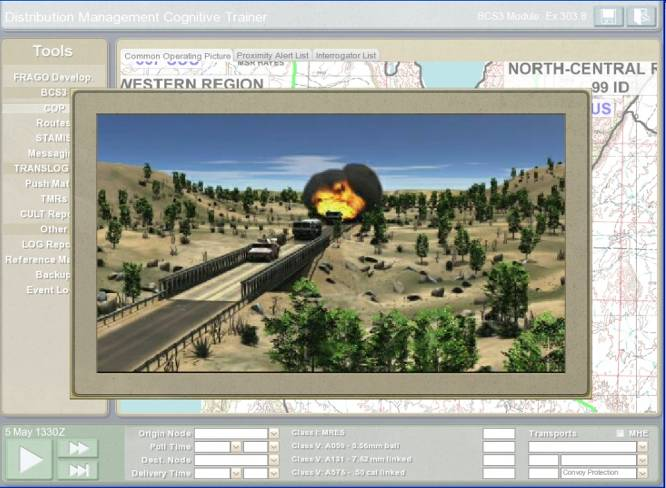 Distribution Management Cognitive Trainer
BCS3 Module: Ex 303.8
Tools
Common Operating Picture
Proximity Alert List
Interrogator List
MSR HAYES
WESTERN REGION
NORTH-CENTRAL R
99 ID
US
FRAGO Develop.
BCS3
COP
Routes
STAMIS
Messagin
TRANSLOG
Push Mat
TMRs
CULT Repo
Other
LOG Repo
Reference Ma
Backup
Event Lo
5 May 1330Z
Origin Node
Class I: MRES
Transports
MHE
Pull Time
Class V: A059 - 5.56mm ball
Dest. Node
Class V: A131 - 7.62 mm linked
Delivery Time
Class V: A576 - .50 cal linked
Convoy Protection